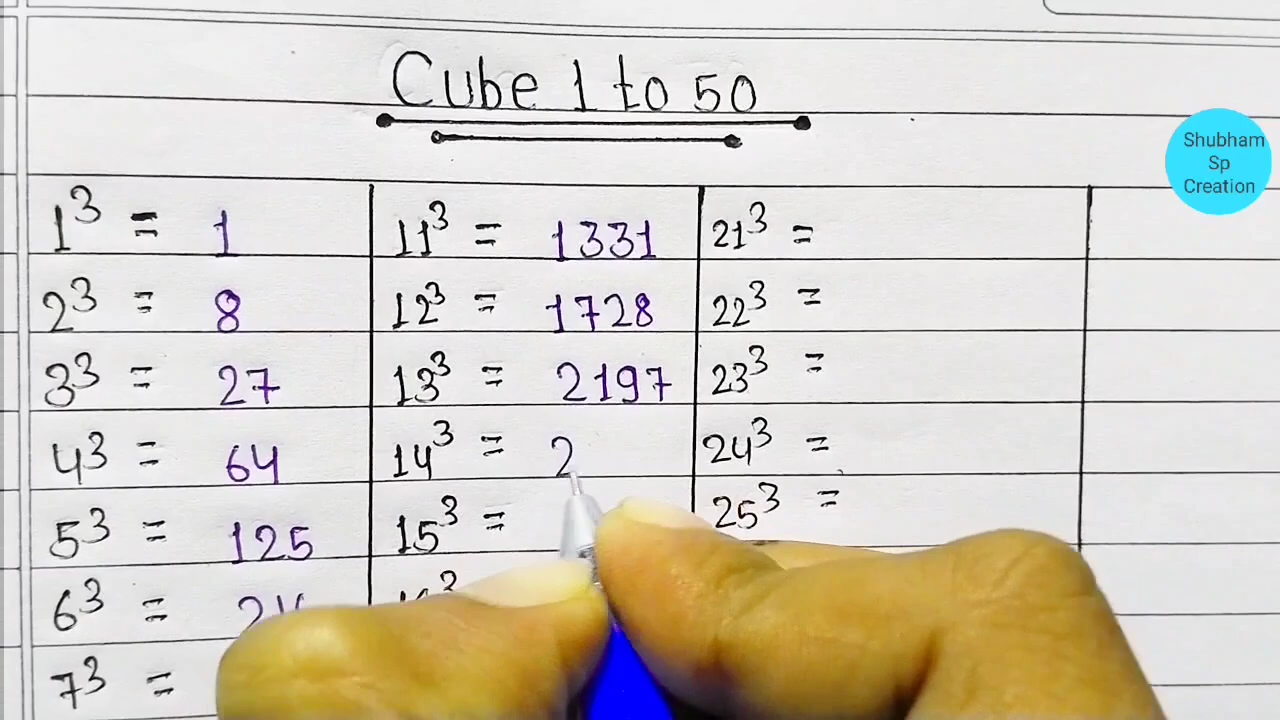 Cube 1 to 50
Shubham
Sp
Creation
1³ = 1
2³ = 8
3³ = 27
4³ = 64
5³ = 125
6³ =
7³ =
11³ = 1331
12³ = 1728
13³ = 2197
14³ = 2
15³ =
21³ =
22³ =
23³ =
24³ =
25³ =